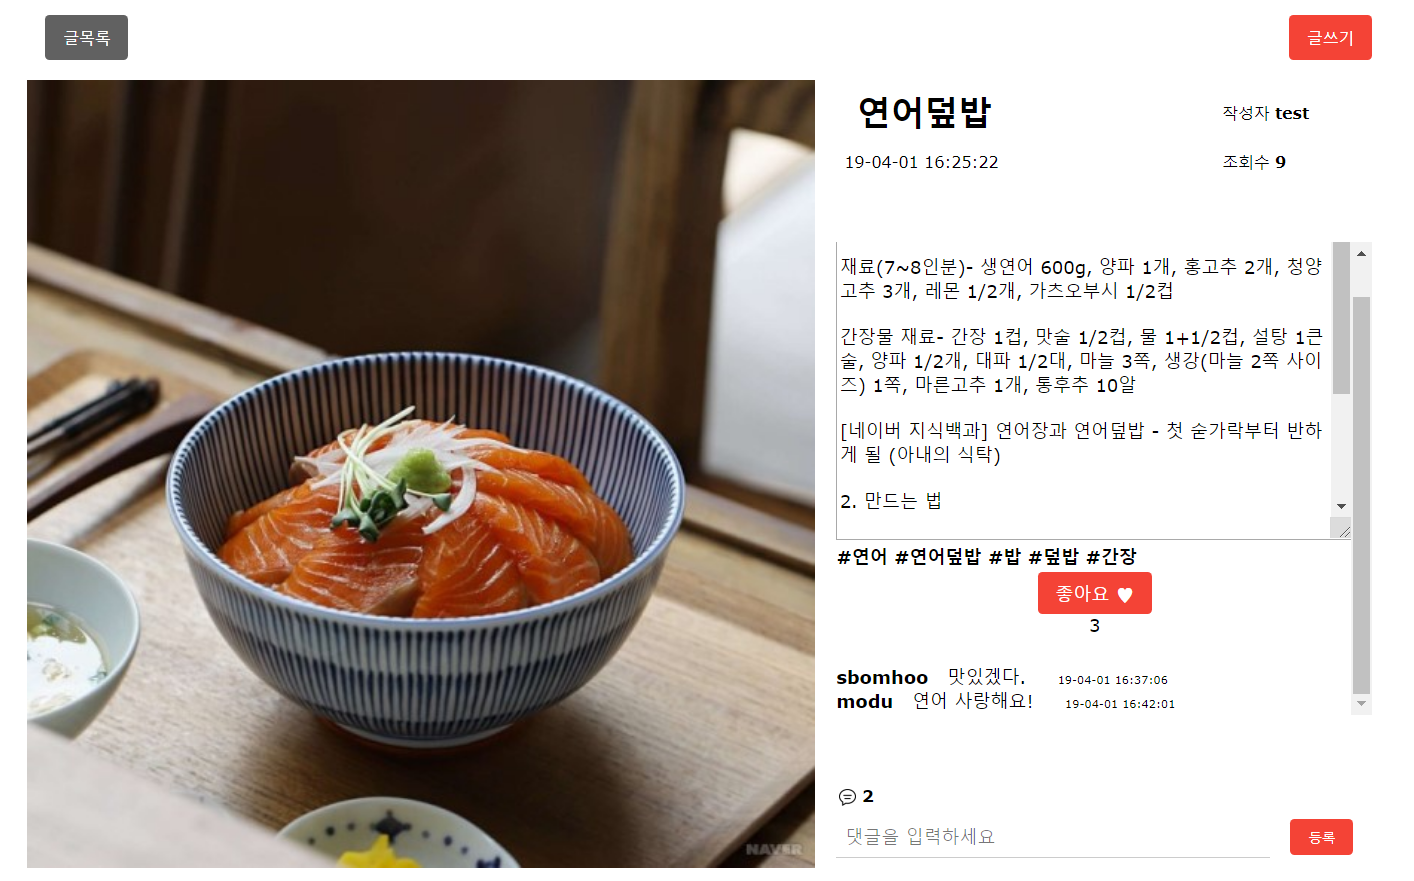 글목록
글쓰기
연어덮밥
작성자 test
19-04-01 16:25:22
조회수 9
재료(7~8인분)- 생연어 600g, 양파 1개, 홍고추 2개, 청양
고추 3개, 레몬 1/2개, 가츠오부시 1/2컵
간장물 재료- 간장 1컵, 맛술 1/2컵, 물 1+1/2컵, 설탕 1큰
술, 양파 1/2개, 대파 1/2대, 마늘 3쪽, 생강(마늘 2쪽 사이
즈) 1쪽, 마른고추 1개, 통후추 10알
[네이버 지식백과] 연어장과 연어덮밥 - 첫 숟가락부터 반하
게 될 (아내의 식탁)
2. 만드는 법
#연어 #연어덮밥 #밥 #덮밥 #간장
좋아요 ♥
3
sbomhoo 맛있겠다. 19-04-01 16:37:06
modu 연어 사랑해요! 19-04-01 16:42:01
2
댓글을 입력하세요
등록
NAVER